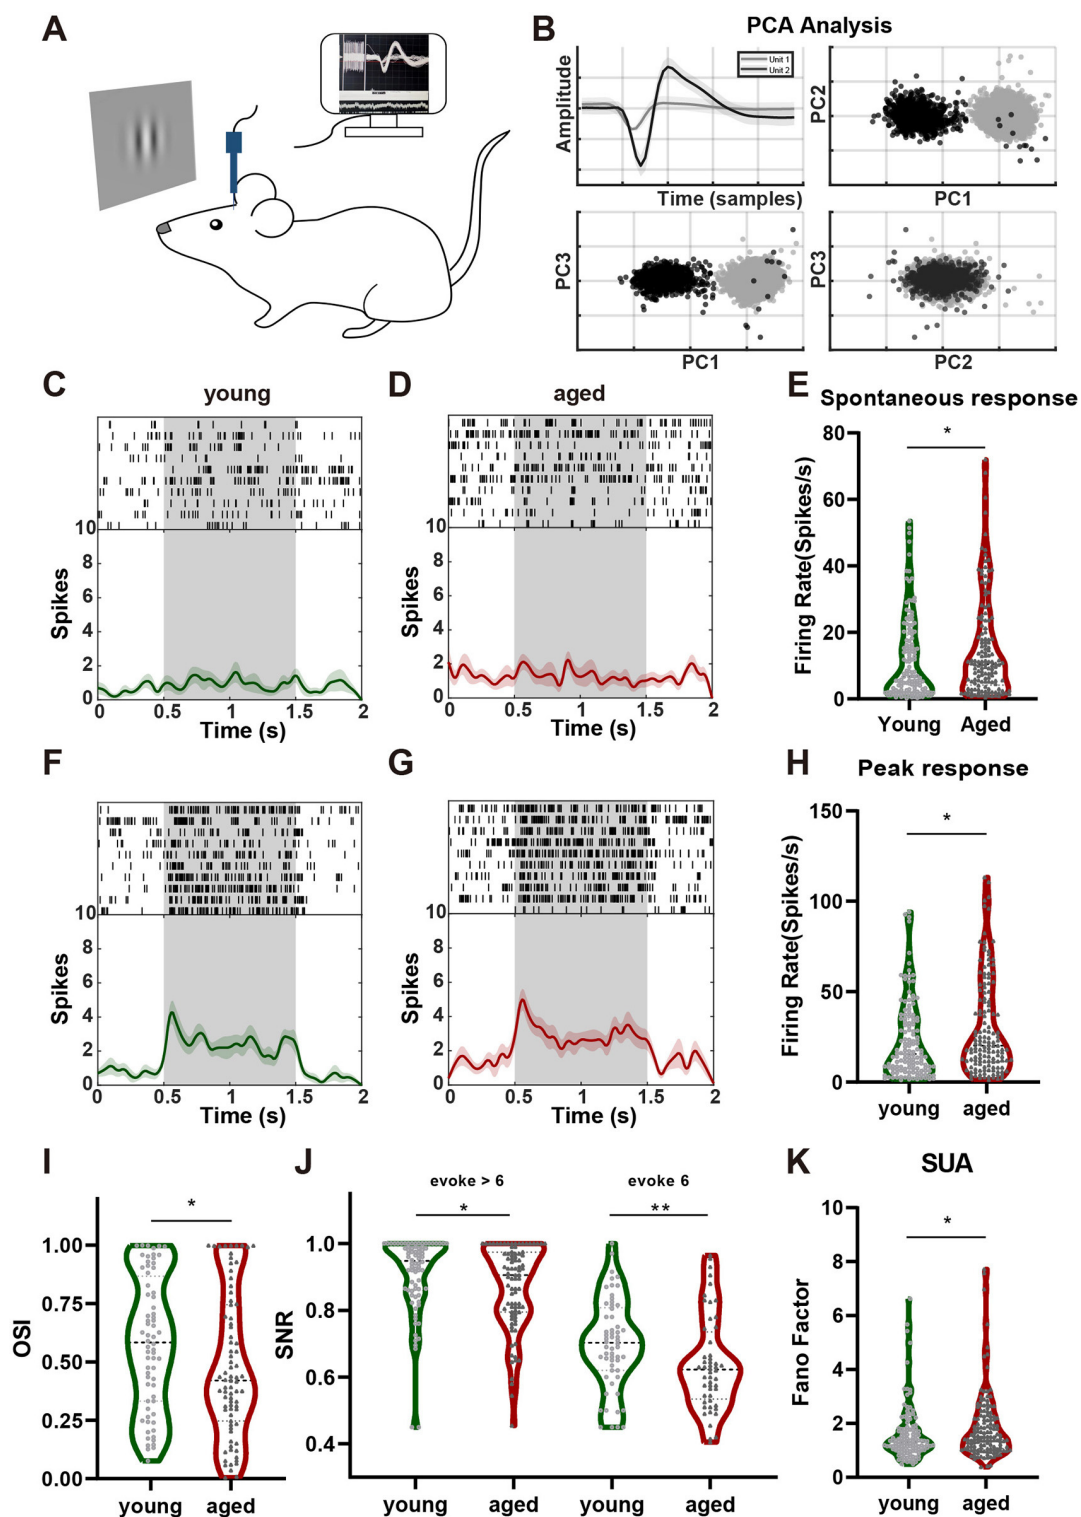 A
B
PCA Analysis
Amplitude
Unit 1
Unit 2
Time (samples)
PC2
PC1
PC3
PC1
PC3
PC2
C
young
10
8
6
4
2
0
Spikes
0
0.5
1
1.5
2
Time (s)
D
aged
10
8
6
4
2
0
Spikes
0
0.5
1
1.5
2
Time (s)
E
Spontaneous response
*
80
60
40
20
0
Firing Rate(Spikes/s)
Young
Aged
F
10
8
6
4
2
0
Spikes
0
0.5
1
1.5
2
Time (s)
G
10
8
6
4
2
0
Spikes
0
0.5
1
1.5
2
Time (s)
H
Peak response
*
150
100
50
0
Firing Rate(Spikes/s)
young
aged
I
*
1.00
0.75
0.50
0.25
0.00
OSI
young
aged
J
evoke > 6
evoke 6
*
**
1.0
0.8
0.6
0.4
SNR
young
aged
young
aged
K
SUA
*
10
8
6
4
2
0
Fano Factor
young
aged